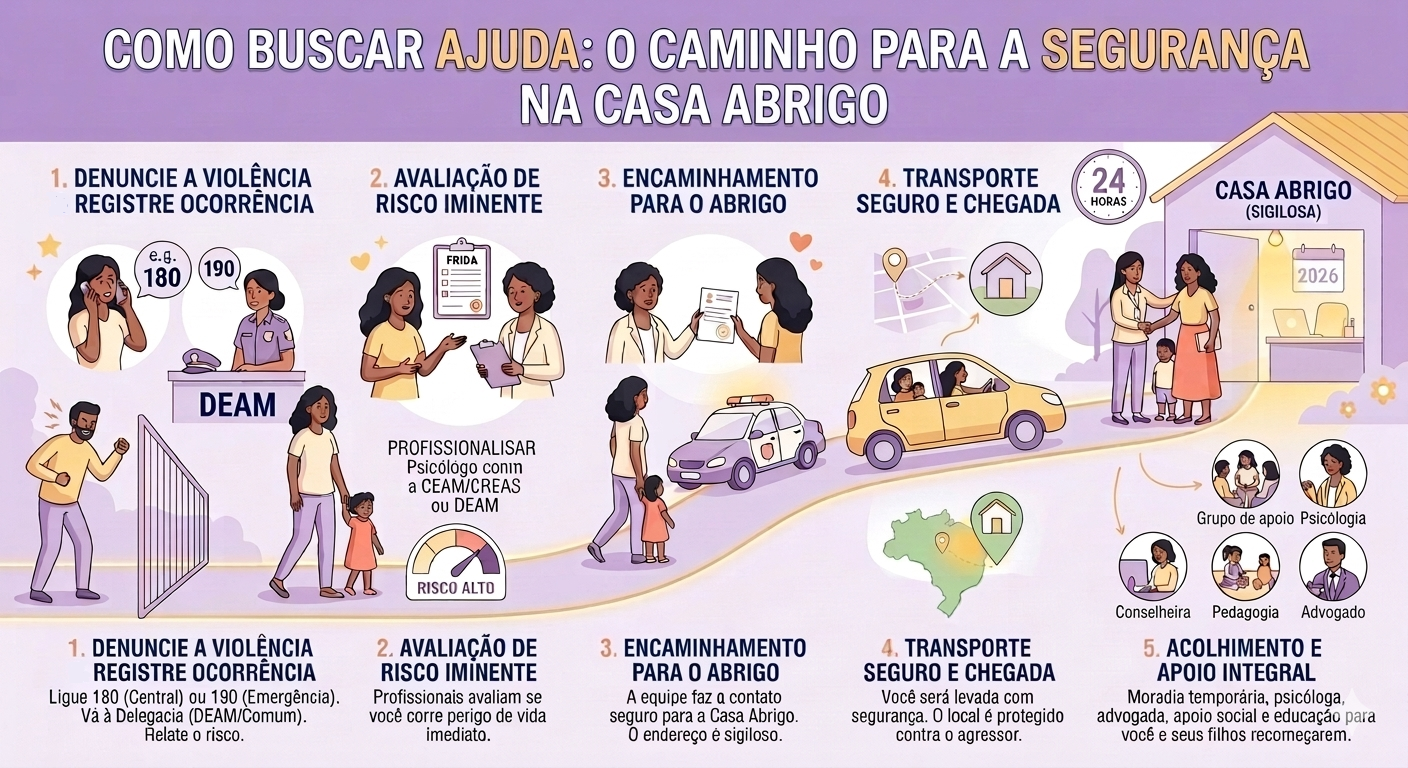 COMO BUSCAR AJUDA: O CAMINHO PARA A SEGURANÇA
NA CASA ABRIGO
1. DENUNCIE A VIOLÊNCIA
REGISTRE OCORRÊNCIA
e.g.
180
190
DEAM
2. AVALIAÇÃO DE
RISCO IMINENTE
FRIDA
PROFISSIONALISAR
Psicólogo conn
a CEAM/CREAS
ou DEAM
RISCO ALTO
3. ENCAMINHAMENTO
PARA O ABRIGO
4. TRANSPORTE
SEGURO E CHEGADA
24
HORAS
CASA ABRIGO
(SIGILOSA)
2026
Grupo de apoio
Psicólogia
Conselheira
Pedagogia
Advogado
1. DENUNCIE A VIOLÊNCIA
REGISTRE OCORRÊNCIA
Ligue 180 (Central) ou 190 (Emergência).
Vá à Delegacia (DEAM/Comum).
Relate o risco.
2. AVALIAÇÃO DE
RISCO IMINENTE
Profissionais avaliam se
você corre perigo de vida
imediato.
3. ENCAMINHAMENTO
PARA O ABRIGO
A equipe faz o contato
seguro para a Casa Abrigo.
O endereço é sigiloso.
4. TRANSPORTE
SEGURO E CHEGADA
Você será levada com
segurança. O local é protegido
contra o agressor.
5. ACOLHIMENTO E
APOIO INTEGRAL
Moradia temporária, psicóloga,
advogada, apoio social e educação para
você e seus filhos recomeçarem.